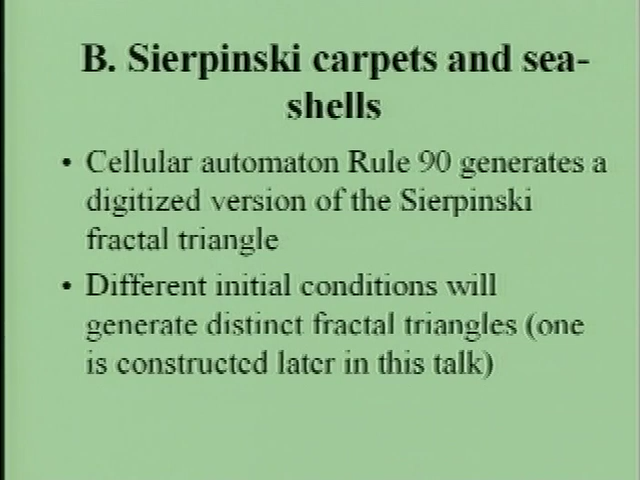 B. Sierpinski carpets and sea-
shells
• Cellular automaton Rule 90 generates a
digitized version of the Sierpinski
fractal triangle
• Different initial conditions will
generate distinct fractal triangles (one
is constructed later in this talk)